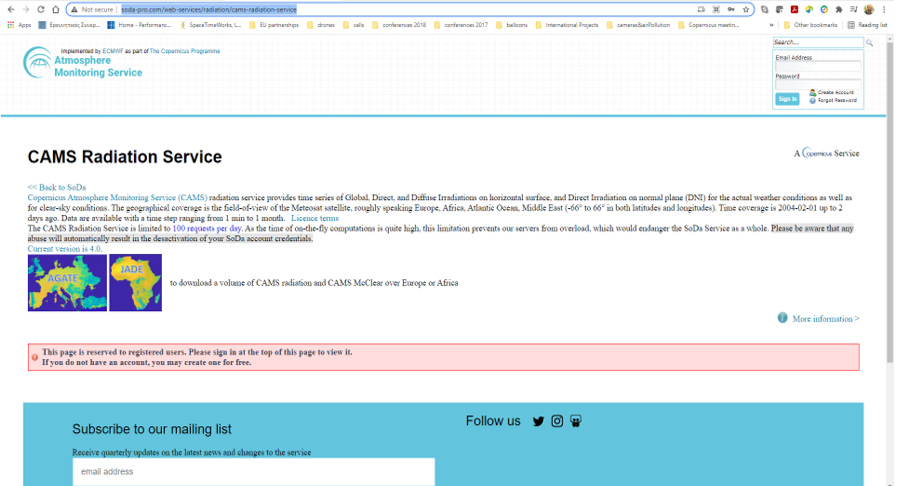 Not secure | soda-pro.com/web-services/radiation/cams-radiation-service
Apps Ερευνητικός Συναρ... Home - Performanc... SpaceTimeWorks, L... EU partnerships drones calls conferences 2018 conferences 2017 balloons International Projects cameras&airPollution Copernicus meetin... » Other bookmarks Reading list
Implemented by ECMWF as part of The Copernicus Programme
Atmosphere
Monitoring Service
Search...
Email Address
Password
Sign in
Create Account
Forgot Password
CAMS Radiation Service
A Copernicus Service
<< Back to SoDa
Copernicus Atmosphere Monitoring Service (CAMS) radiation service provides time series of Global, Direct, and Diffuse Irradiations on horizontal surface, and Direct Irradiation on normal plane (DNI) for the actual weather conditions as well as
for clear-sky conditions. The geographical coverage is the field-of-view of the Meteosat satellite, roughly speaking Europe, Africa, Atlantic Ocean, Middle East (-66° to 66° in both latitudes and longitudes). Time coverage is 2004-02-01 up to 2
days ago. Data are available with a time step ranging from 1 min to 1 month. Licence terms
The CAMS Radiation Service is limited to 100 requests per day. As the time of on-the-fly computations is quite high, this limitation prevents our servers from overload, which would endanger the SoDa Service as a whole. Please be aware that any
abuse will automatically result in the desactivation of your SoDa account credentials.
Current version is 4.0.
AGATE
JADE
to download a volume of CAMS radiation and CAMS McClear over Europe or Africa
More information >
This page is reserved to registered users. Please sign in at the top of this page to view it.
If you do not have an account, you may create one for free.
Subscribe to our mailing list
Follow us
Receive quarterly updates on the latest news and changes to the service
email address